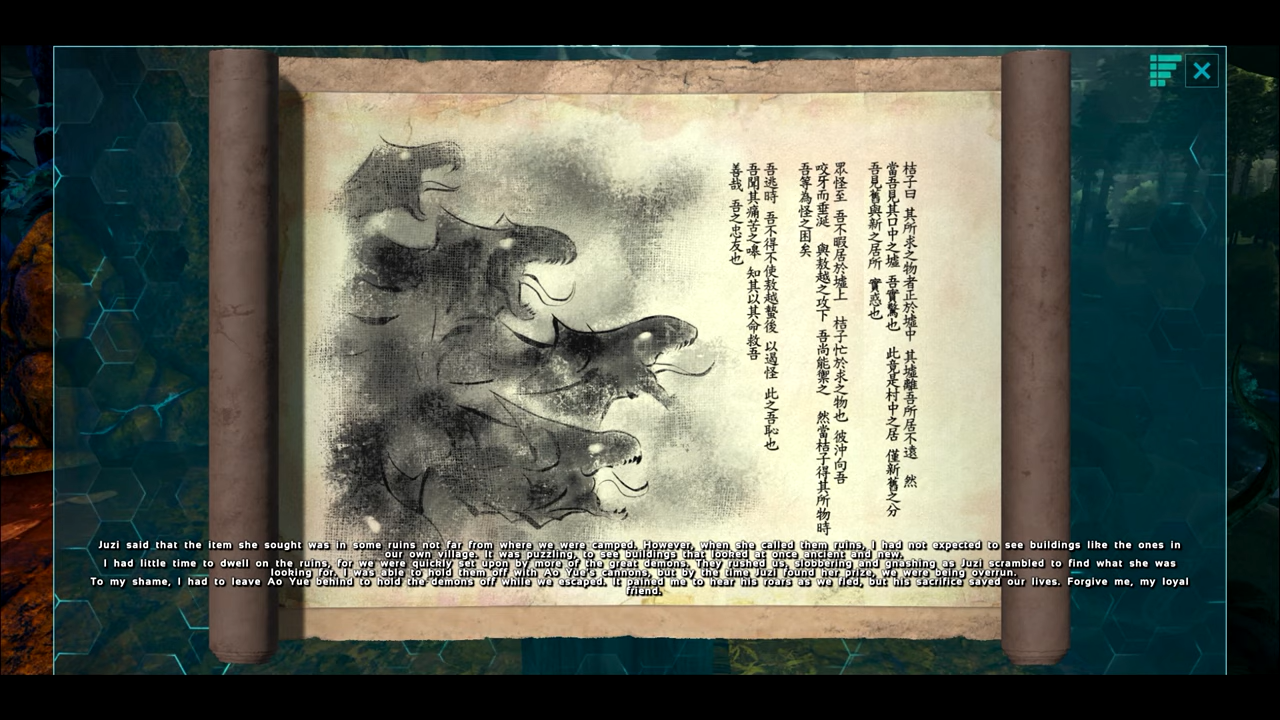 桔子曰 其所求之物者正於墟中 其墟離吾所居不遠 然
當吾見其口中之墟 吾實驚也 此竟是村中之居 僅新舊之分
吾見舊與新之居所 實惑也
眾怪至 吾不暇居於墟上 桔子忙於求之物也 彼沖向吾
咬牙而垂涎 與敖越之攻下 吾尚能禦之 然當桔子得其所物時
吾等為怪之困矣
吾逃時 吾不得不使敖越蟄後 以遏怪 此之吾恥也
吾聞其痛苦之嗥 知其以其命救吾
善哉 吾之忠友也
Juzi said that the item she sought was in some ruins not far from where we were camped. However, when she called them ruins, I had not expected to see buildings like the ones in
our own village. It was puzzling, to see buildings that looked at once ancient and new.
I had little time to dwell on the ruins, for we were quickly set upon by more of the great demons. They rushed us, slobbering and gnashing as Juzi scrambled to find what she was
looking for. I was able to hold them off with Ao Yue's cannons, but by the time Juzi found her prize, we were being overrun.
To my shame, I had to leave Ao Yue behind to hold the demons off while we escaped. It pained me to hear his roars as we fled, but his sacrifice saved our lives. Forgive me, my loyal
friend.